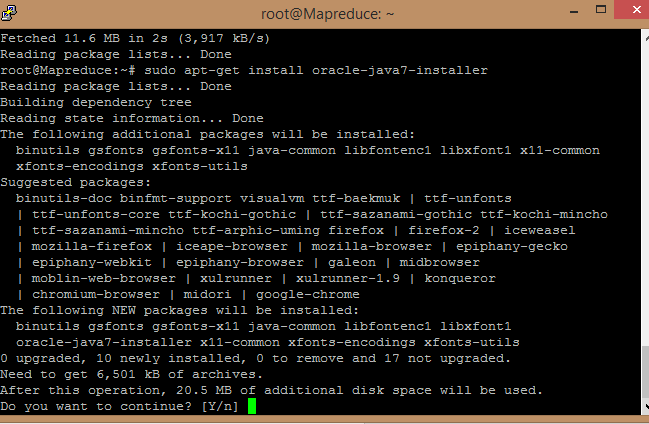 root@Mapreduce: ~
Fetched 11.6 MB in 2s (3,917 kB/s)
Reading package lists... Done
root@Mapreduce:~# sudo apt-get install oracle-java7-installer
Reading package lists... Done
Building dependency tree
Reading state information... Done
The following additional packages will be installed:
  binutils gsfonts gsfonts-x11 java-common libfontenc1 libxfont1 x11-common
  xfonts-encodings xfonts-utils
Suggested packages:
  binutils-doc binfmt-support visualvm ttf-baekmuk | ttf-unfonts
  | ttf-unfonts-core ttf-kochi-gothic | ttf-sazanami-gothic ttf-kochi-mincho
  | ttf-sazanami-mincho ttf-arphic-uming firefox | firefox-2 | iceweasel
  | mozilla-firefox | iceape-browser | mozilla-browser | epiphany-gecko
  | epiphany-webkit | epiphany-browser | galeon | midbrowser
  | moblin-web-browser | xulrunner | xulrunner-1.9 | konqueror
  | chromium-browser | midori | google-chrome
The following NEW packages will be installed:
  binutils gsfonts gsfonts-x11 java-common libfontenc1 libxfont1
  oracle-java7-installer x11-common xfonts-encodings xfonts-utils
0 upgraded, 10 newly installed, 0 to remove and 17 not upgraded.
Need to get 6,501 kB of archives.
After this operation, 20.5 MB of additional disk space will be used.
Do you want to continue? [Y/n]